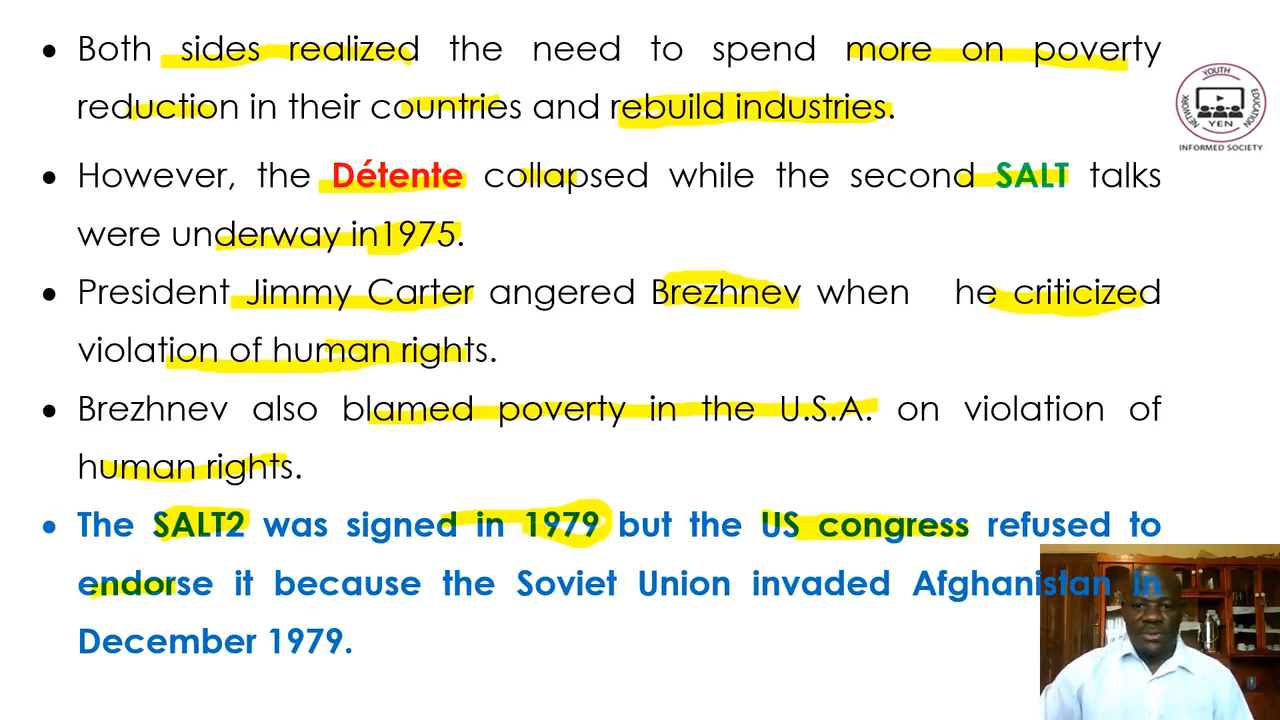 • Both sides realized the need to spend more on poverty
reduction in their countries and rebuild industries.
• However, the Détente collapsed while the second SALT talks
were underway in1975.
• President Jimmy Carter angered Brezhnev when he criticized
violation of human rights.
• Brezhnev also blamed poverty in the U.S.A. on violation of
human rights.
• The SALT2 was signed in 1979 but the US congress refused to
endorse it because the Soviet Union invaded Afghanistan in
December 1979.
YOUTH
EDUCATION
NETWORK
YEN
INFORMED SOCIETY